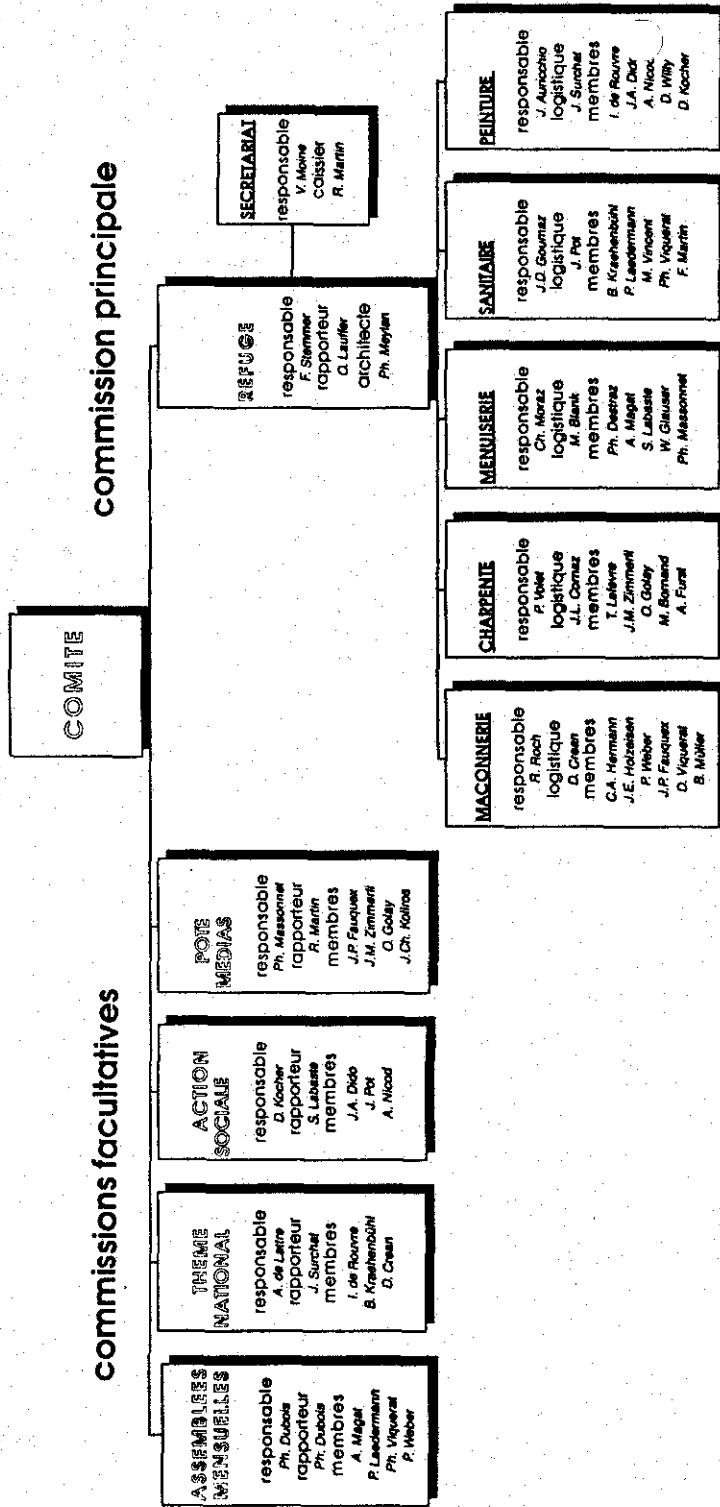 COMITE
commissions facultatives
commission principale
ASSEMBLEES
MENSUELLES
responsable
Ph. Dubois
rapporteur
Ph. Dubois
membres
A. Magat
P. Laedermann
Ph. Viquerat
P. Weber
THEME
NATIONAL
responsable
A. de Lattre
rapporteur
J. Surchat
membres
I. de Rouvre
B. Kraehenbühl
D. Crean
ACTION
SOCIALE
responsable
D. Kocher
rapporteur
S. Labaste
membres
J.A. Dido
J. Pot
A. Nicod
POTE
MEDIAS
responsable
Ph. Massonnet
rapporteur
R. Martin
membres
J.P. Fauquex
J.M. Zimmerli
O. Golay
J.Ch. Kollros
REFUGE
responsable
F. Stemmer
rapporteur
O. Lauffer
architecte
Ph. Meylan
SECRETARIAT
responsable
V. Moine
caissier
R. Martin
MACONNERIE
responsable
R. Roch
logistique
D. Crean
membres
C.A. Hermann
J.E. Holzeisen
P. Weber
J.P. Fauquex
D. Viquerat
B. Müller
CHARPENTE
responsable
P. Volet
logistique
J.L. Cornaz
membres
T. Lafevre
J.M. Zimmerli
O. Golay
M. Bornand
A. Furst
MENUISERIE
responsable
Ch. Moraz
logistique
M. Blank
membres
Ph. Destraz
A. Magat
S. Labaste
W. Glauser
Ph. Massonnet
SANITAIRE
responsable
J.D. Goumaz
logistique
J. Pot
membres
B. Kraehenbühl
P. Laedermann
M. Vincent
Ph. Viquerat
F. Martin
PEINTURE
responsable
J. Auricchio
logistique
J. Surchat
membres
I. de Rouvre
J.A. Didr
A. Nicoc
D. Willy
D. Kocher